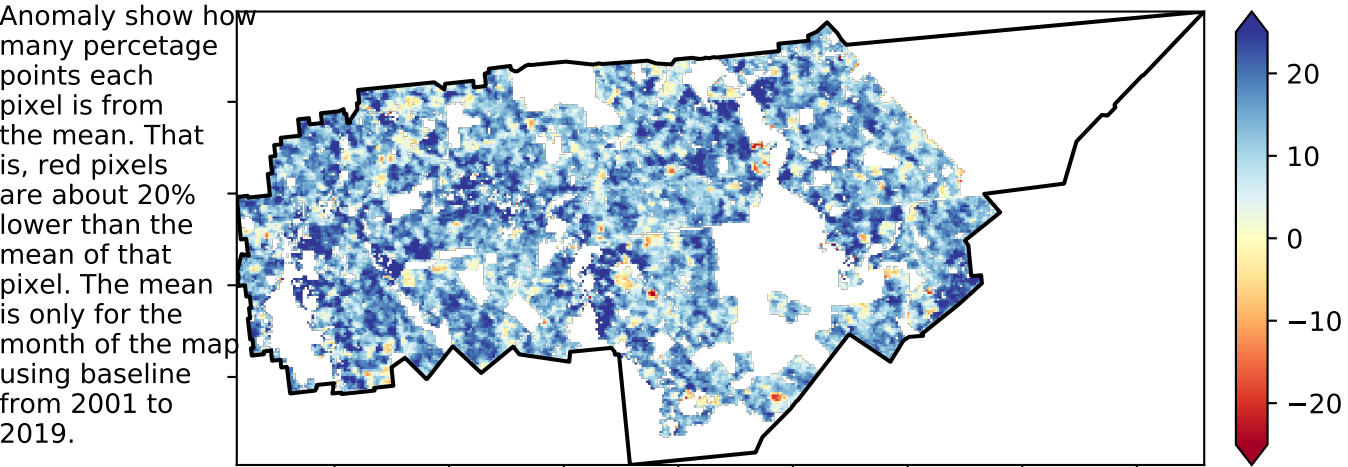 Anomaly show how
many percetage
points each
pixel is from
the mean. That
is, red pixels
are about 20%
lower than the
mean of that
pixel. The mean
is only for the
month of the map
using baseline
from 2001 to
2019.
20
10
0
−10
−20